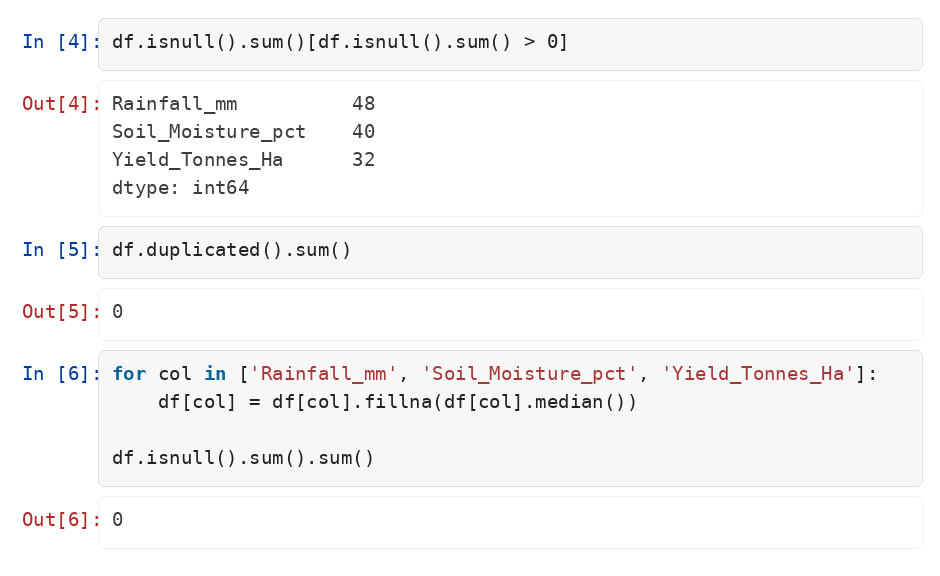 In [4]: df.isnull().sum()[df.isnull().sum() > 0]
Out[4]: Rainfall_mm          48
Soil_Moisture_pct    40
Yield_Tonnes_Ha      32
dtype: int64
In [5]: df.duplicated().sum()
Out[5]: 0
In [6]: for col in ['Rainfall_mm', 'Soil_Moisture_pct', 'Yield_Tonnes_Ha']:
    df[col] = df[col].fillna(df[col].median())
df.isnull().sum().sum()
Out[6]: 0